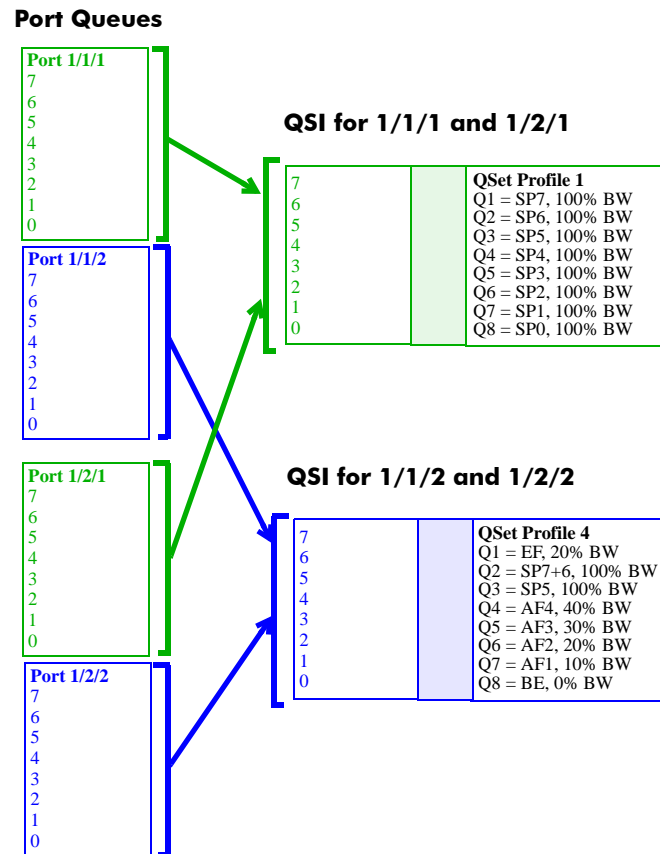 Port Queues
Port 1/1/1
7
6
5
4
3
2
1
0
Port 1/1/2
7
6
5
4
3
2
1
0
Port 1/2/1
7
6
5
4
3
2
1
0
Port 1/2/2
7
6
5
4
3
2
1
0
QSI for 1/1/1 and 1/2/1
7
6
5
4
3
2
1
0
QSet Profile 1
Q1 = SP7, 100% BW
Q2 = SP6, 100% BW
Q3 = SP5, 100% BW
Q4 = SP4, 100% BW
Q5 = SP3, 100% BW
Q6 = SP2, 100% BW
Q7 = SP1, 100% BW
Q8 = SP0, 100% BW
QSI for 1/1/2 and 1/2/2
7
6
5
4
3
2
1
0
QSet Profile 4
Q1 = EF, 20% BW
Q2 = SP7+6, 100% BW
Q3 = SP5, 100% BW
Q4 = AF4, 40% BW
Q5 = AF3, 30% BW
Q6 = AF2, 20% BW
Q7 = AF1, 10% BW
Q8 = BE, 0% BW